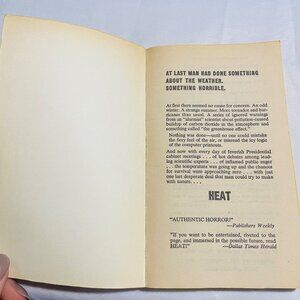 AT LAST MAN HAD DONE SOMETHING
ABOUT THE WEATHER.
SOMETHING HORRIBLE.
At first there seemed no cause for concern. An odd
winter. A strange summer. More tornados and hur-
ricanes than usual. A series of ignored warnings
from an "alarmist" scientist about pollution-caused
buildup of carbon dioxide in the atmosphere and
something called "the greenhouse effect."
Nothing was done—until no one could mistake
the fiery feel of the air, or misread the icy logic
of the computer printouts.
And now with every day of feverish Presidential
cabinet meetings . . . of hot debates among lead-
ing scientific experts . . . of inflamed public anger
. . . the temperature was going up and the chances
for survival were approaching zero . . . with just
one last desperate deal that man could try to make
with nature. . . .
HEAT
"AUTHENTIC HORROR!"
—Publishers Weekly
"If you want to be entertained, riveted to the
page, and immersed in the possible future, read
HEAT!"
—Dallas Times Herald